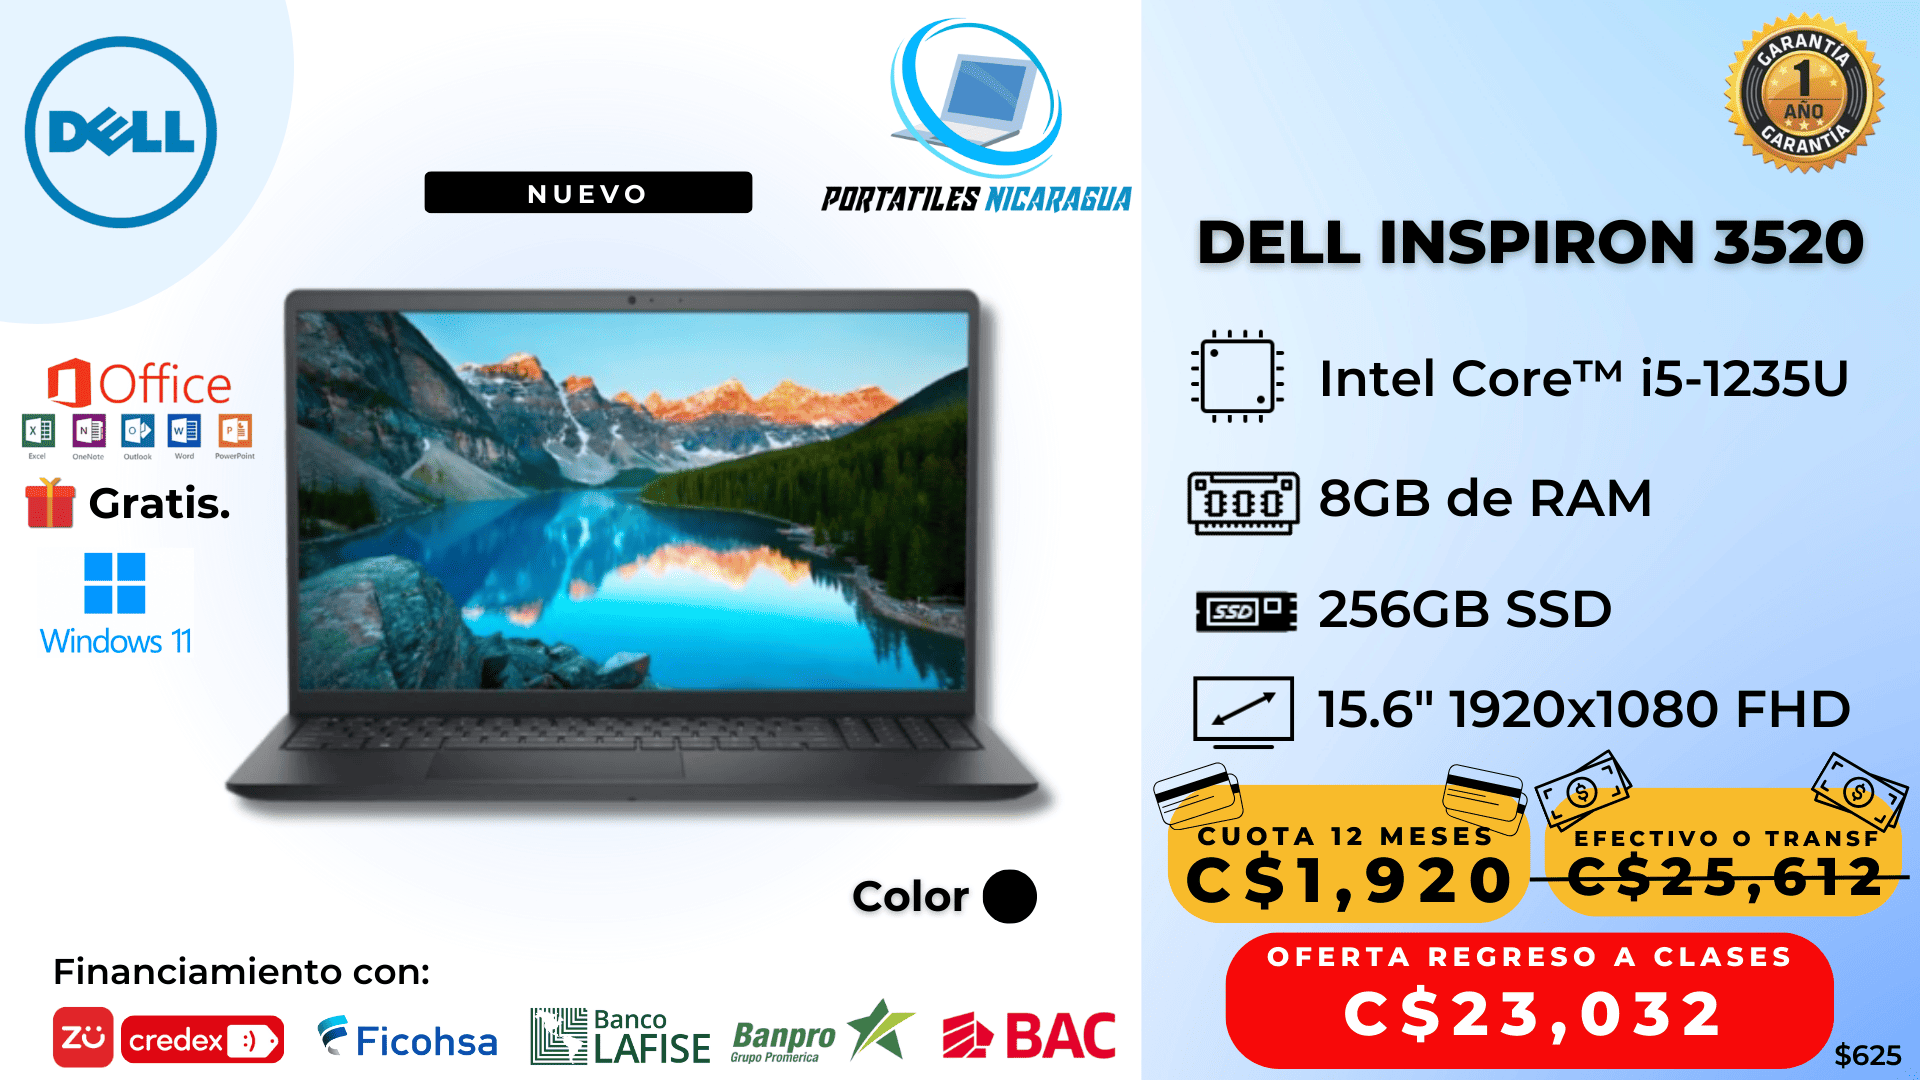 DELL
NUEVO
PORTATILES NICARAGUA
GARANTÍA
1
AÑO
GARANTÍA
DELL INSPIRON 3520
Office
Excel
OneNote
Outlook
Word
PowerPoint
Gratis.
Windows 11
Intel Core™ i5-1235U
8GB de RAM
SSD
256GB SSD
15.6" 1920x1080 FHD
CUOTA 12 MESES
C$1,920
EFECTIVO O TRANSF
C$25,612
Color
OFERTA REGRESO A CLASES
C$23,032
$625
Financiamiento con:
zü
credex :)
Ficohsa
Banco
LAFISE
Banpro
Grupo Promerica
BAC